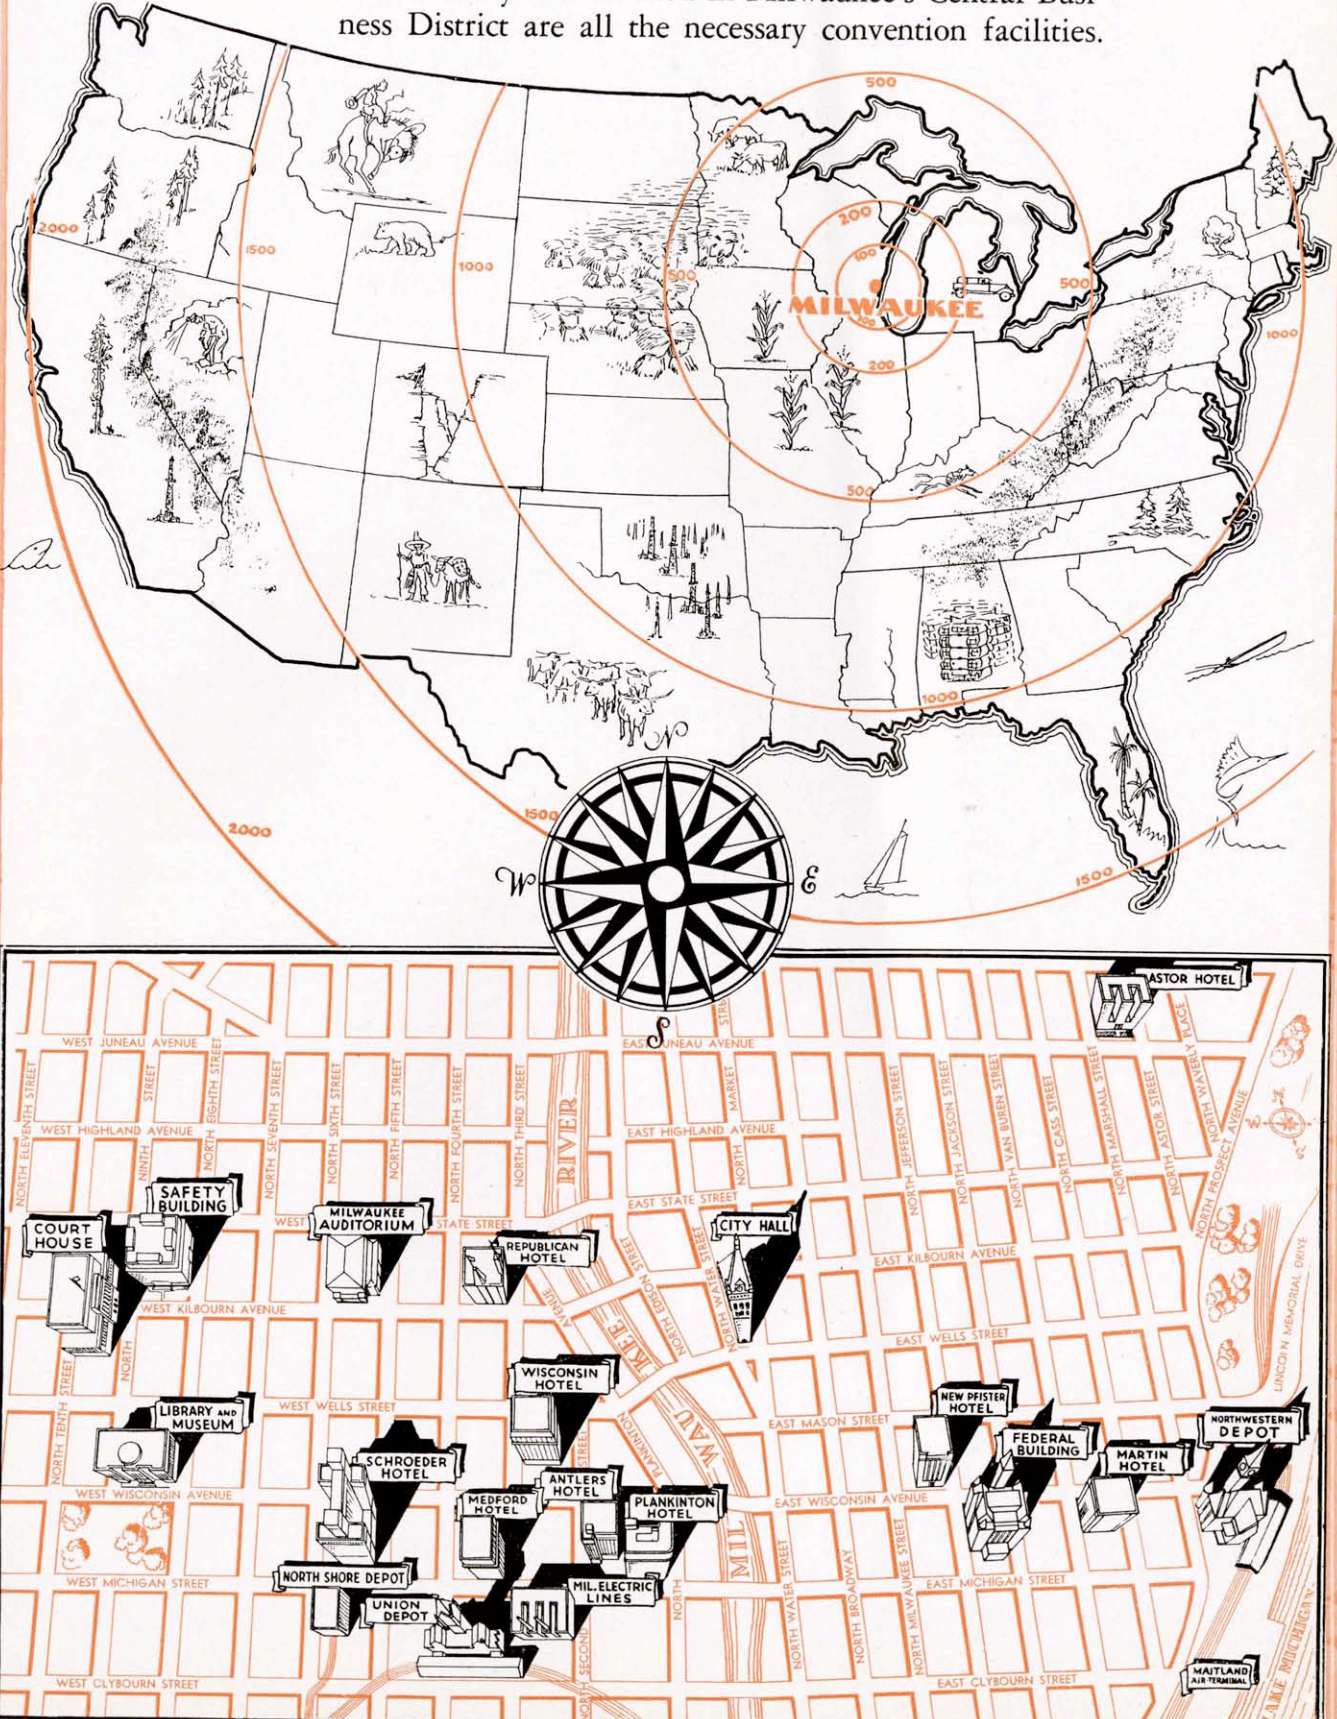 ness District are all the necessary convention facilities.
500
2000
1500
1000
200
100
500
500
MILWAUKEE
100
1000
200
500
1000
N
2000
1500
W
E
1500
S
ASTOR HOTEL
WEST JUNEAU AVENUE
EAST JUNEAU AVENUE
NORTH ELEVENTH STREET
NINTH STREET
NORTH EIGHTH STREET
NORTH SEVENTH STREET
NORTH SIXTH STREET
NORTH FIFTH STREET
NORTH FOURTH STREET
NORTH THIRD STREET
RIVER
NORTH MARKET STR
NORTH JEFFERSON STREET
NORTH JACKSON STREET
NORTH VAN BUREN STREET
NORTH CASS STREET
NORTH MARSHALL STREET
NORTH ASTOR STREET
NORTH WAVERLY PLACE
NORTH PROSPECT AVENUE
WEST HIGHLAND AVENUE
EAST HIGHLAND AVENUE
SAFETY
BUILDING
MILWAUKEE
AUDITORIUM
WEST
STATE STREET
EAST STATE STREET
CITY HALL
COURT
HOUSE
REPUBLICAN
HOTEL
NORTH EDISON STREET
NORTH WATER STREET
EAST KILBOURN AVENUE
LINCOLN MEMORIAL DRIVE
WEST KILBOURN AVENUE
AVENUE
KEE
EAST WELLS STREET
NORTH
NORTH TENTH STREET
WISCONSIN
HOTEL
LIBRARY AND
MUSEUM
WEST WELLS STREET
PLANKINTON
WAU
EAST MASON STREET
NEW PFISTER
HOTEL
FEDERAL
BUILDING
MARTIN
HOTEL
NORTHWESTERN
DEPOT
SCHROEDER
HOTEL
STREET
WEST WISCONSIN AVENUE
MEDFORD
HOTEL
ANTLERS
HOTEL
PLANKINTON
HOTEL
EAST WISCONSIN AVENUE
MIL
NORTH WATER STREET
NORTH BROADWAY
NORTH MILWAUKEE STREET
WEST MICHIGAN STREET
NORTH SHORE DEPOT
UNION
DEPOT
MIL. ELECTRIC
LINES
NORTH
EAST MICHIGAN STREET
NORTH SECOND
WEST CLYBOURN STREET
EAST CLYBOURN STREET
MAITLAND
AIR-TERMINAL
LAKE MICHIGAN